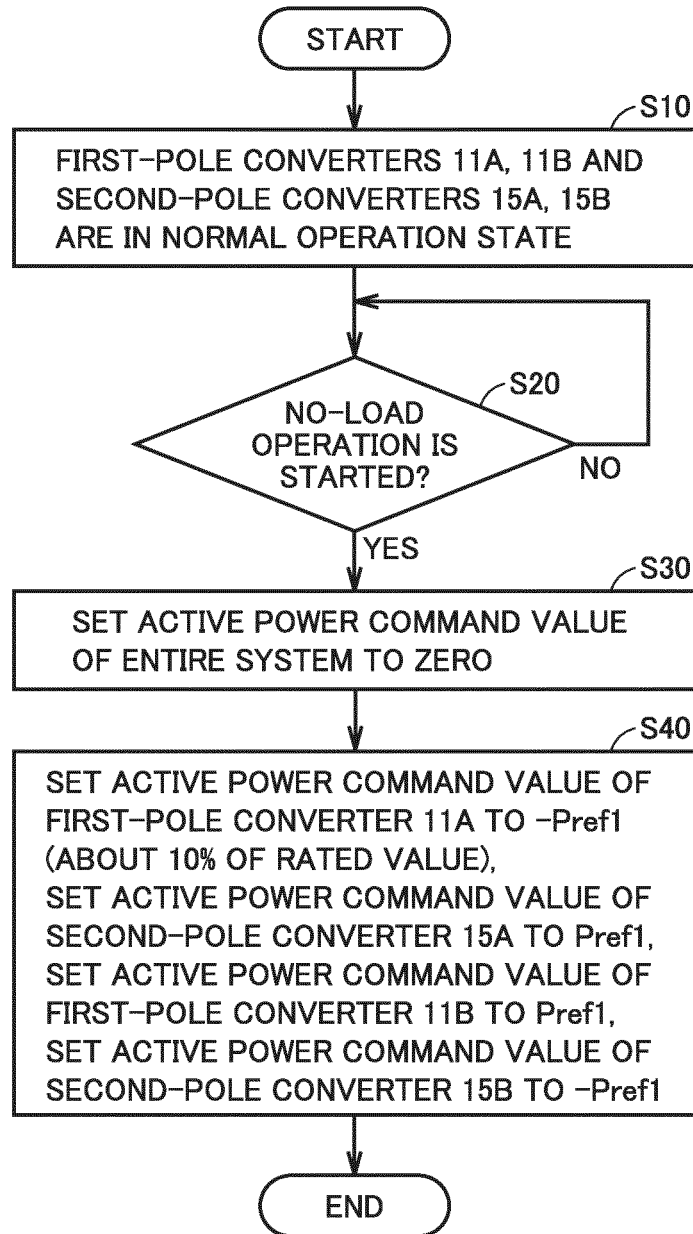 START
S10
FIRST-POLE CONVERTERS 11A, 11B AND
SECOND-POLE CONVERTERS 15A, 15B
ARE IN NORMAL OPERATION STATE
S20
NO-LOAD
OPERATION IS
STARTED?
NO
YES
S30
SET ACTIVE POWER COMMAND VALUE
OF ENTIRE SYSTEM TO ZERO
S40
SET ACTIVE POWER COMMAND VALUE OF
FIRST-POLE CONVERTER 11A TO -Pref1
(ABOUT 10% OF RATED VALUE),
SET ACTIVE POWER COMMAND VALUE OF
SECOND-POLE CONVERTER 15A TO Pref1,
SET ACTIVE POWER COMMAND VALUE OF
FIRST-POLE CONVERTER 11B TO Pref1,
SET ACTIVE POWER COMMAND VALUE OF
SECOND-POLE CONVERTER 15B TO -Pref1
END